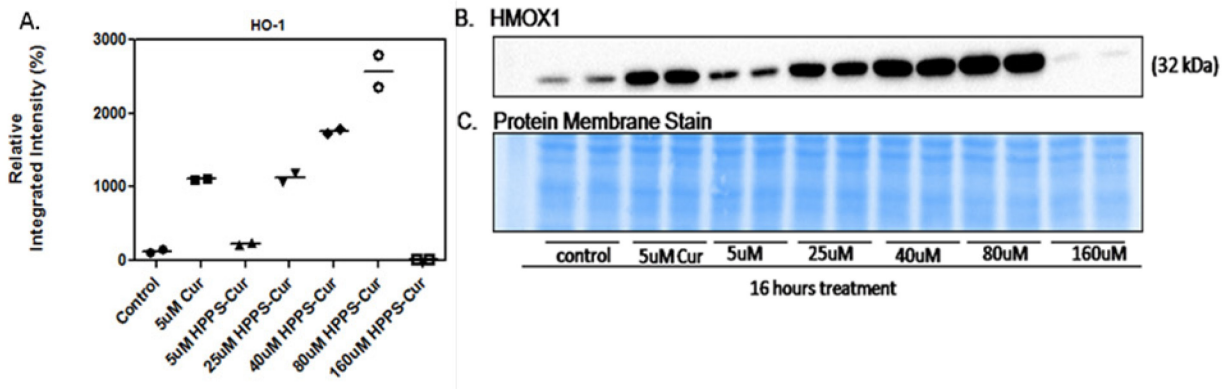 A.
HO-1
Relative
Integrated Intensity (%)
3000
2000
1000
0
Control
5uM Cur
5uM HPPS-Cur
25uM HPPS-Cur
40uM HPPS-Cur
80uM HPPS-Cur
160uM HPPS-Cur
B. HMOX1
(32 kDa)
C. Protein Membrane Stain
control 5uM Cur 5uM 25uM 40uM 80uM 160uM
16 hours treatment